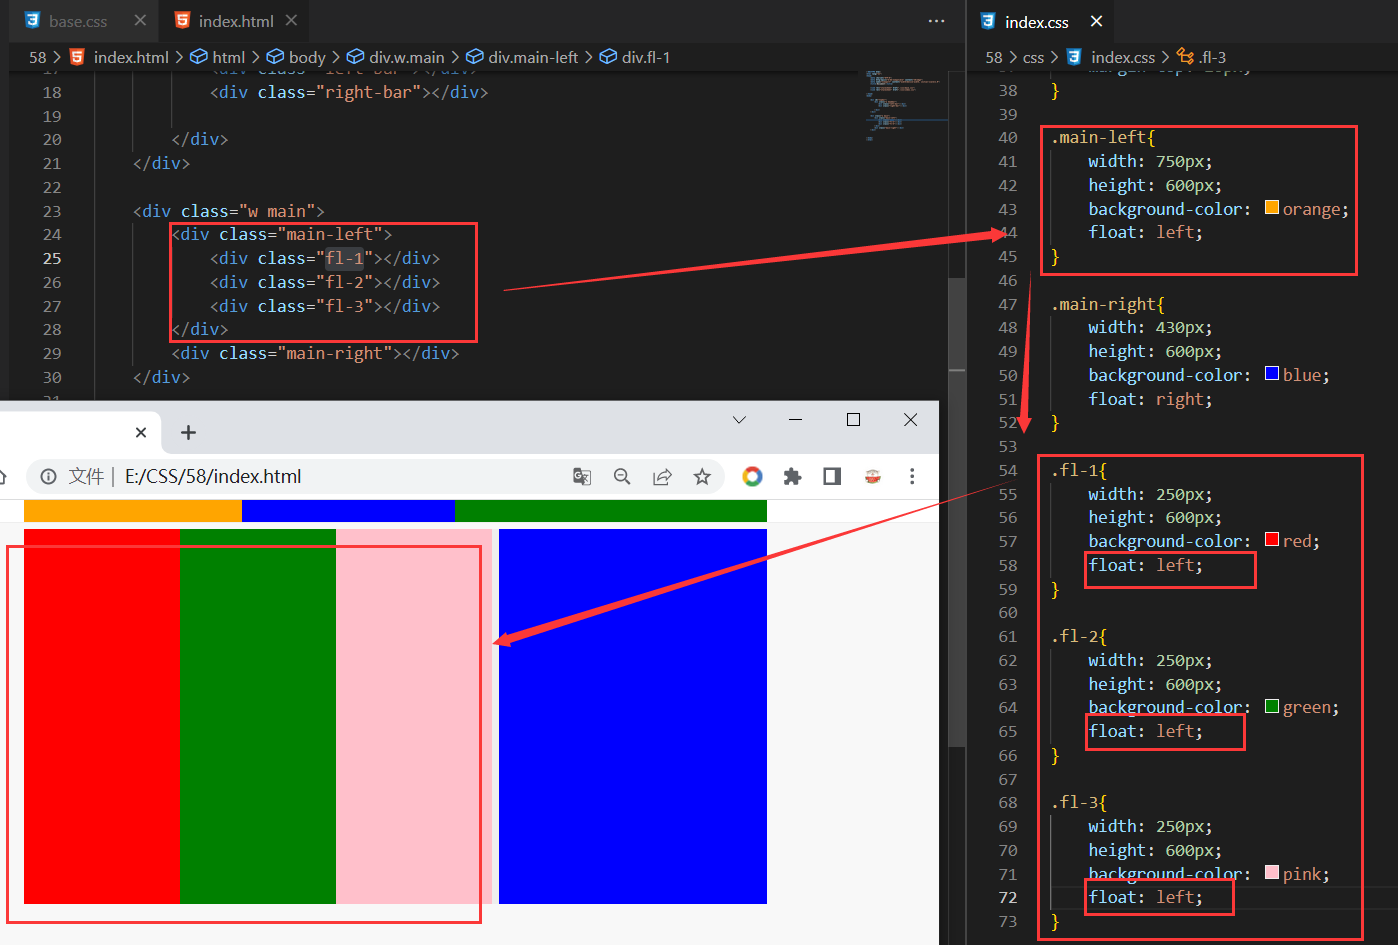 base.css
index.html
···
58 > index.html > html > body > div.w.main > div.main-left > div.fl-1
18 <div class="right-bar"></div>
19
20 </div>
21 </div>
22
23 <div class="w main">
24 <div class="main-left">
25 <div class="fl-1"></div>
26 <div class="fl-2"></div>
27 <div class="fl-3"></div>
28 </div>
29 <div class="main-right"></div>
30 </div>
文件 | E:/CSS/58/index.html
index.css
58 > css > index.css > .fl-3
38 }
39
40 .main-left{
41 width: 750px;
42 height: 600px;
43 background-color: orange;
44 float: left;
45 }
46
47 .main-right{
48 width: 430px;
49 height: 600px;
50 background-color: blue;
51 float: right;
52 }
53
54 .fl-1{
55 width: 250px;
56 height: 600px;
57 background-color: red;
58 float: left;
59 }
60
61 .fl-2{
62 width: 250px;
63 height: 600px;
64 background-color: green;
65 float: left;
66 }
67
68 .fl-3{
69 width: 250px;
70 height: 600px;
71 background-color: pink;
72 float: left;
73 }